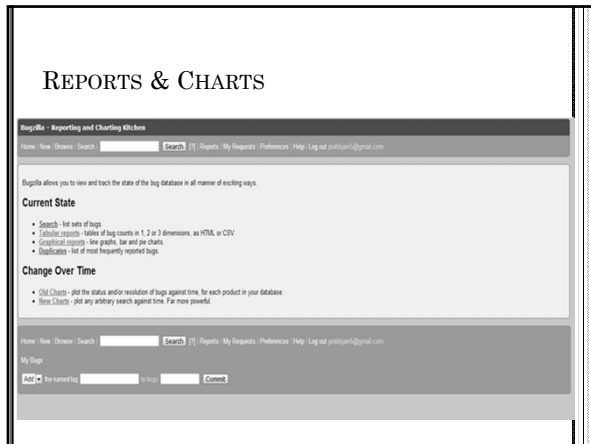 REPORTS & CHARTS
Bugzilla – Reporting and Charting Kitchen
Home | New | Browse | Search | Search [?] | Reports | My Requests | Preferences | Help | Log out pratikjain5@gmail.com
Bugzilla allows you to view and track the state of the bug database in all manner of exciting ways.
Current State
• Search - list sets of bugs.
• Tabular reports - tables of bug counts in 1, 2 or 3 dimensions, as HTML or CSV.
• Graphical reports - line graphs, bar and pie charts.
• Duplicates - list of most frequently reported bugs.
Change Over Time
• Old Charts - plot the status and/or resolution of bugs against time, for each product in your database.
• New Charts - plot any arbitrary search against time. Far more powerful.
Home | New | Browse | Search | Search [?] | Reports | My Requests | Preferences | Help | Log out
My Bugs
Add the named tag to bugs Commit